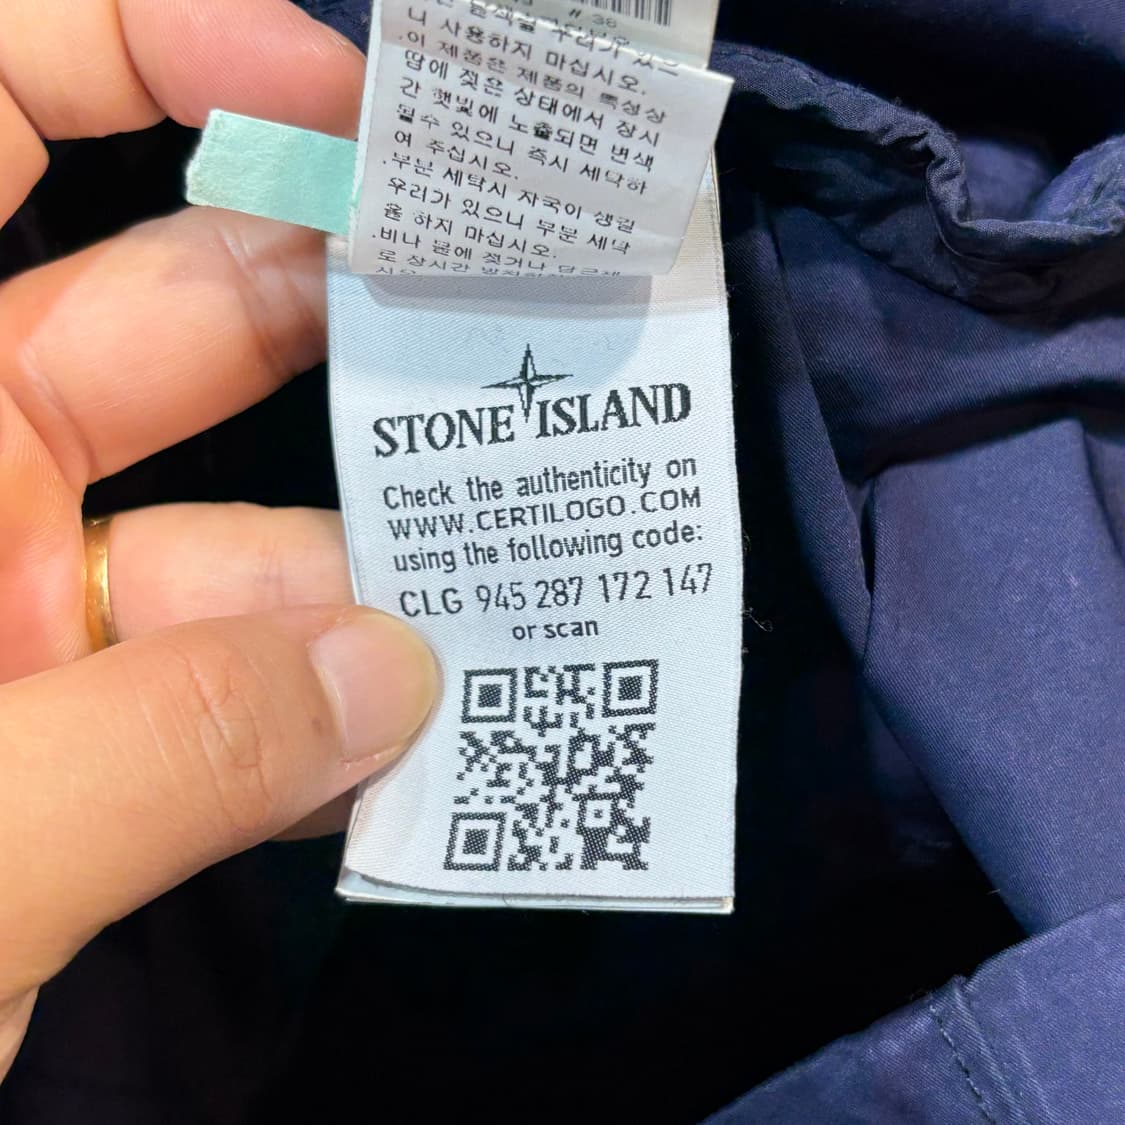 # 36
니 사용하지 마십시오.
.이 제품은 제품의 특성상
땀에 젖은 상태에서 장시
간 햇빛에 노출되면 변색
될수 있으니 즉시 세탁하
여 주십시오.
.부분 세탁시 자국이 생길
우려가 있으니 부분 세탁
을 하지 마십시오.
.비나 물에 젖거나
로 장시간
STONE ISLAND
Check the authenticity on
WWW.CERTILOGO.COM
using the following code:
CLG 945 287 172 147
or scan